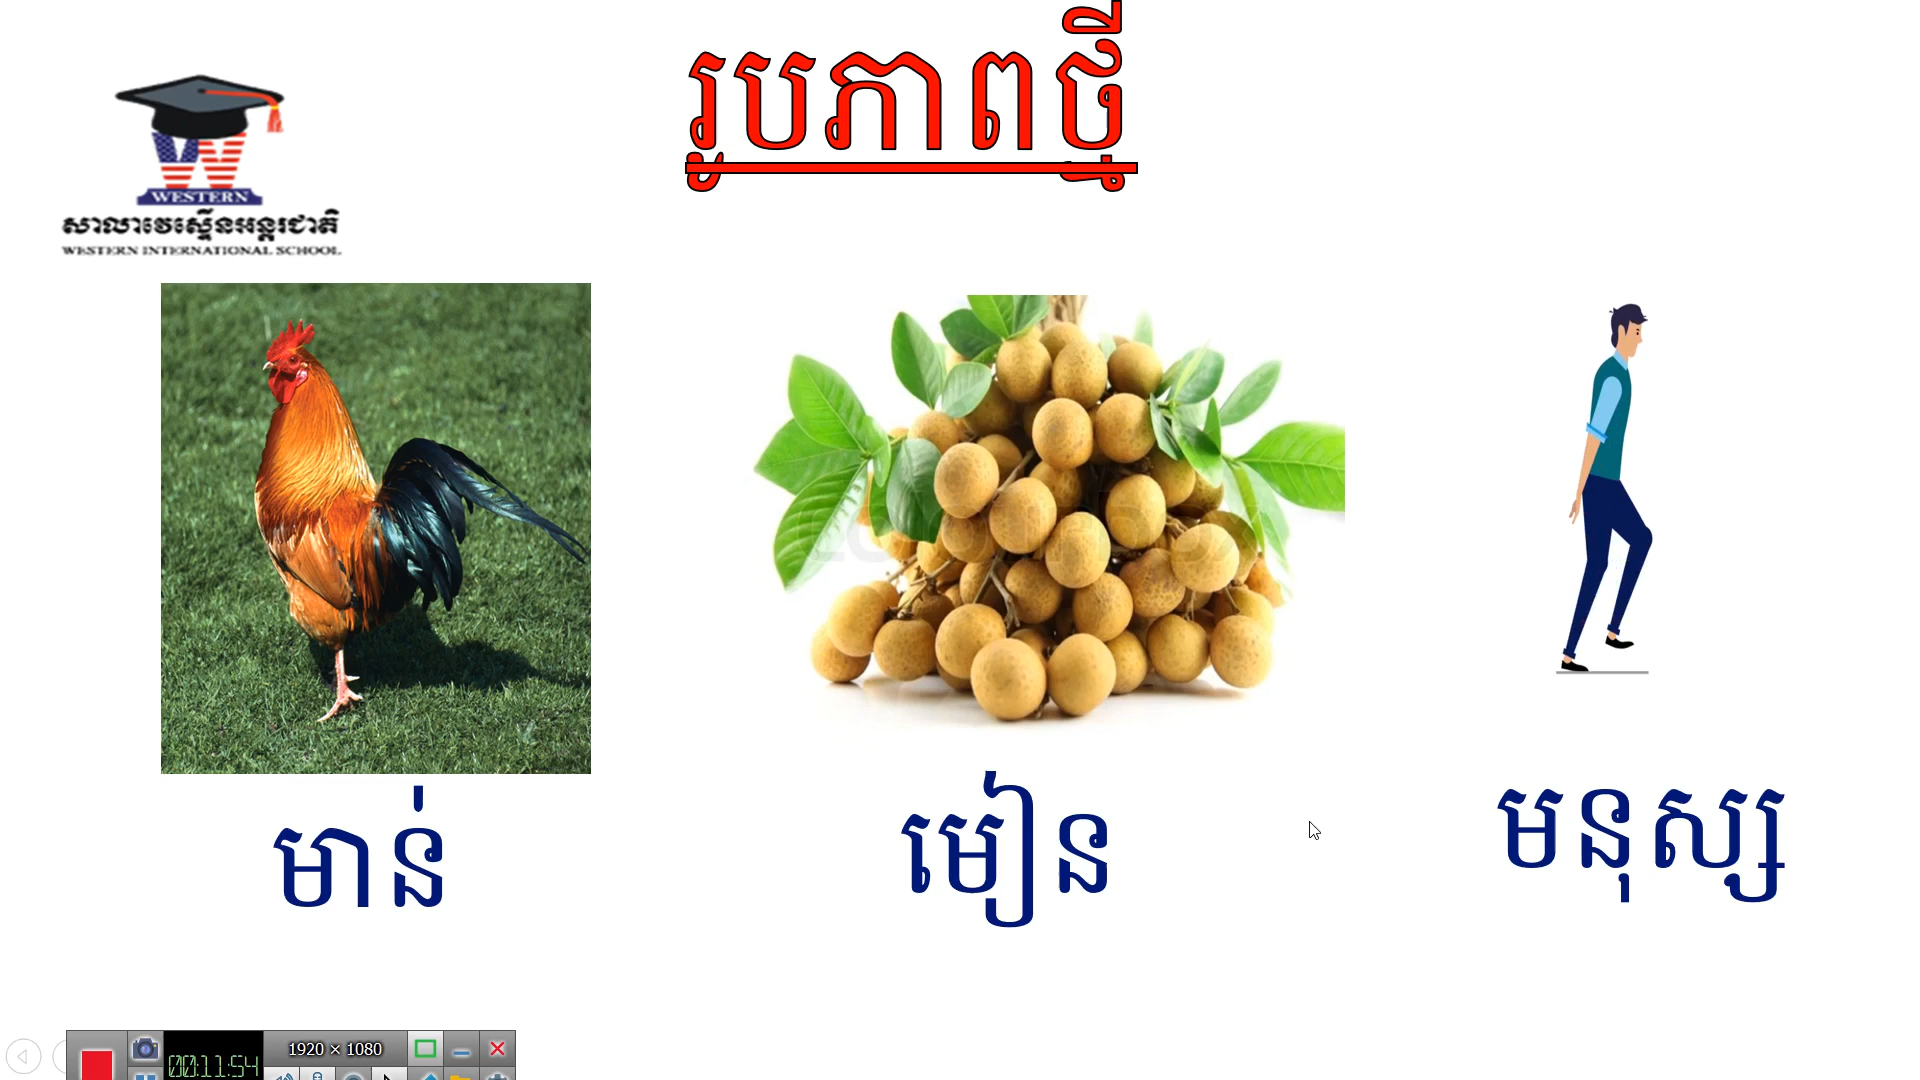 រូបភាពថ្មី
WESTERN
សាលាវេស្ទើនអន្តរជាតិ
WESTERN INTERNATIONAL SCHOOL
មាន់
មៀន
មនុស្ស
00:11:54
1920 × 1080